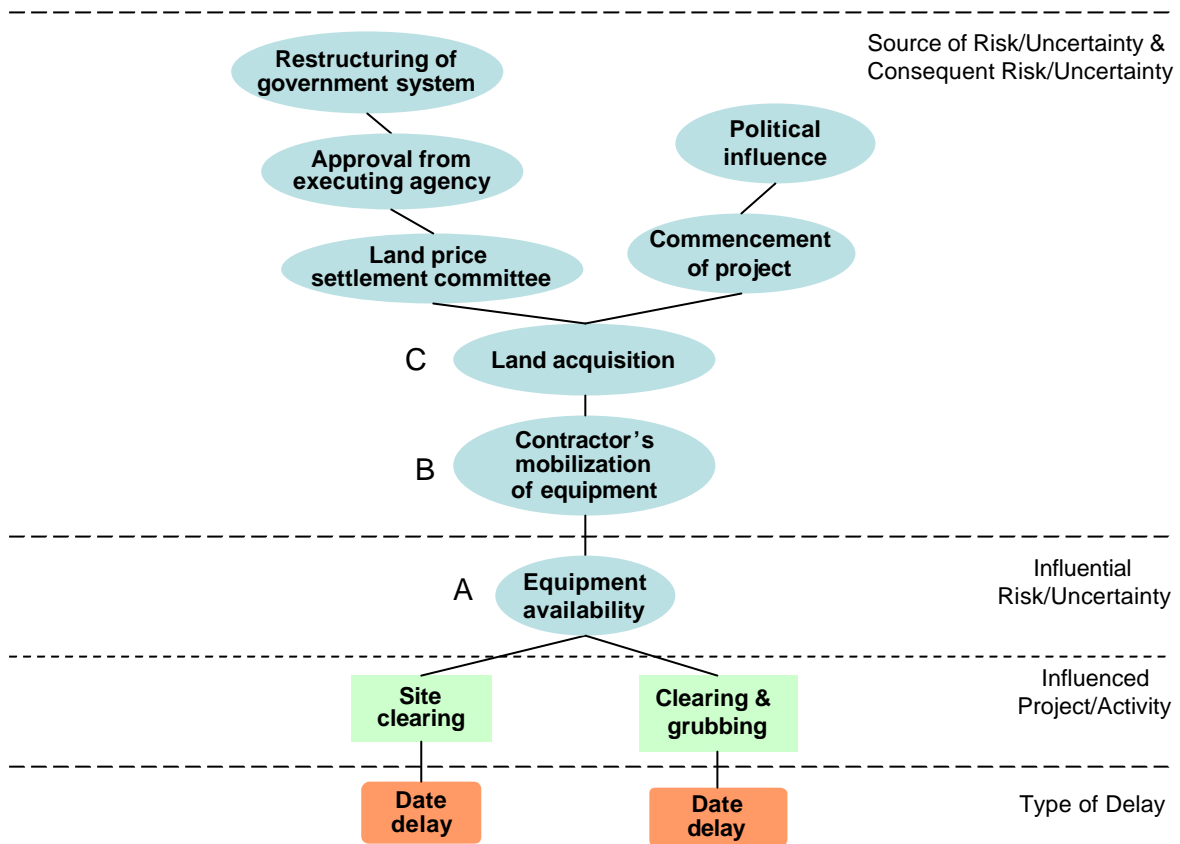 Source of Risk/Uncertainty &
Consequent Risk/Uncertainty
Restructuring of
government system
Political
influence
Approval from
executing agency
Commencement
of project
Land price
settlement committee
C
Land acquisition
B
Contractor's
mobilization
of equipment
A
Equipment
availability
Influential
Risk/Uncertainty
Site
clearing
Clearing &
grubbing
Influenced
Project/Activity
Date
delay
Date
delay
Type of Delay